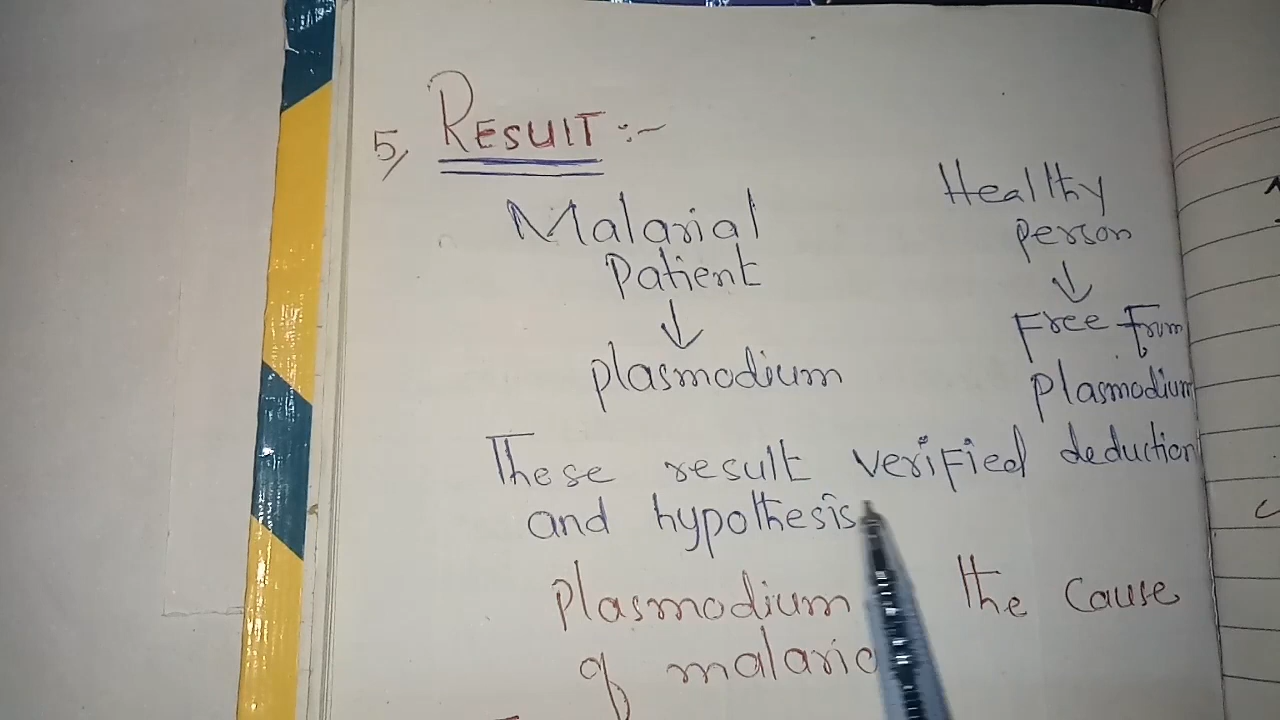 5, RESULT :-
Malarial
Patient
↓
plasmodium
Healthy
person
↓
Free from
Plasmodium
These result verified deduction
and hypothesis
plasmodium the cause
of malaria